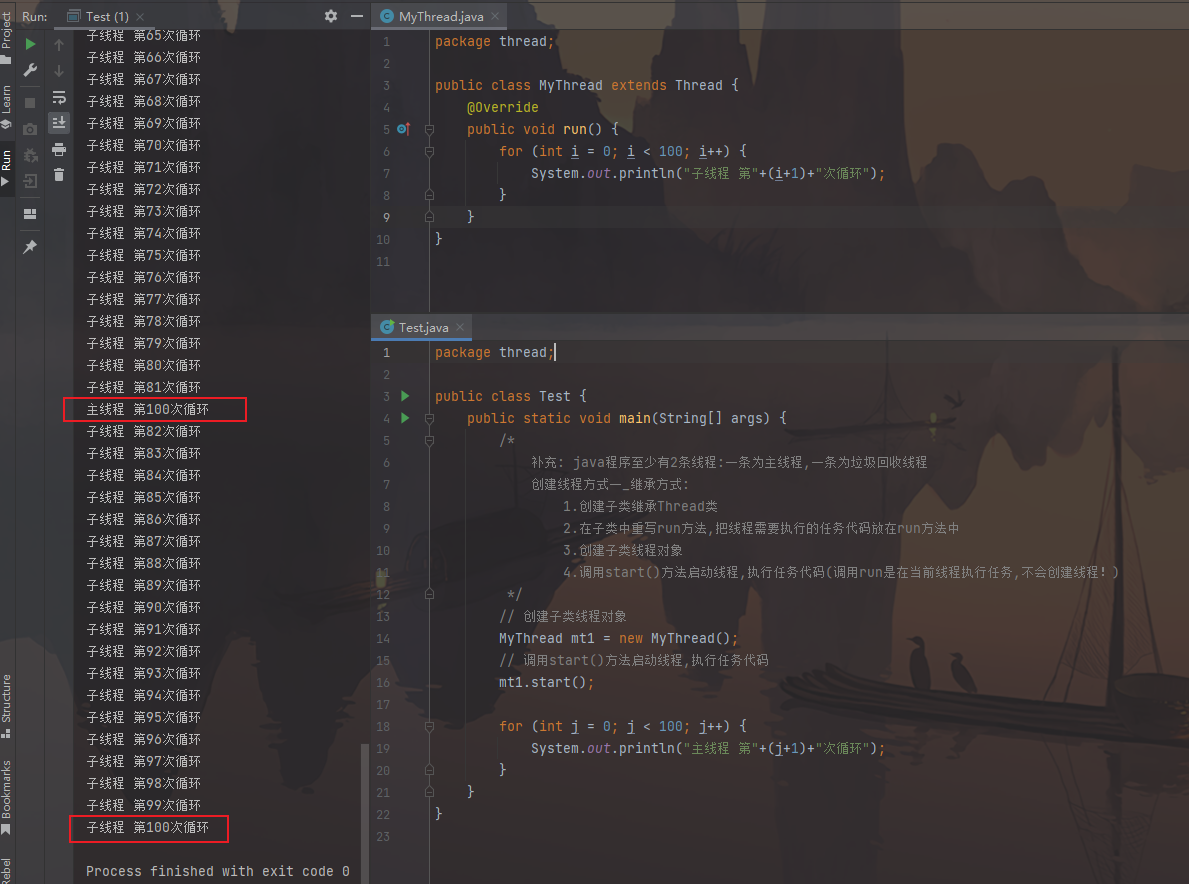 Run:
Test (1)
Project
Learn
Run
Structure
Bookmarks
Rebel
子线程 第65次循环
子线程 第66次循环
子线程 第67次循环
子线程 第68次循环
子线程 第69次循环
子线程 第70次循环
子线程 第71次循环
子线程 第72次循环
子线程 第73次循环
子线程 第74次循环
子线程 第75次循环
子线程 第76次循环
子线程 第77次循环
子线程 第78次循环
子线程 第79次循环
子线程 第80次循环
子线程 第81次循环
主线程 第100次循环
子线程 第82次循环
子线程 第83次循环
子线程 第84次循环
子线程 第85次循环
子线程 第86次循环
子线程 第87次循环
子线程 第88次循环
子线程 第89次循环
子线程 第90次循环
子线程 第91次循环
子线程 第92次循环
子线程 第93次循环
子线程 第94次循环
子线程 第95次循环
子线程 第96次循环
子线程 第97次循环
子线程 第98次循环
子线程 第99次循环
子线程 第100次循环
Process finished with exit code 0
MyThread.java
1 package thread;
2
3 public class MyThread extends Thread {
4 @Override
5 public void run() {
6 for (int i = 0; i < 100; i++) {
7 System.out.println("子线程 第"+(i+1)+"次循环");
8 }
9 }
10 }
11
Test.java
1 package thread;
2
3 public class Test {
4 public static void main(String[] args) {
5 /*
6 补充: java程序至少有2条线程:一条为主线程,一条为垃圾回收线程
7 创建线程方式一_继承方式:
8 1.创建子类继承Thread类
9 2.在子类中重写run方法,把线程需要执行的任务代码放在run方法中
10 3.创建子类线程对象
11 4.调用start()方法启动线程,执行任务代码(调用run是在当前线程执行任务,不会创建线程!)
12 */
13 // 创建子类线程对象
14 MyThread mt1 = new MyThread();
15 // 调用start()方法启动线程,执行任务代码
16 mt1.start();
17
18 for (int j = 0; j < 100; j++) {
19 System.out.println("主线程 第"+(j+1)+"次循环");
20 }
21 }
22 }
23